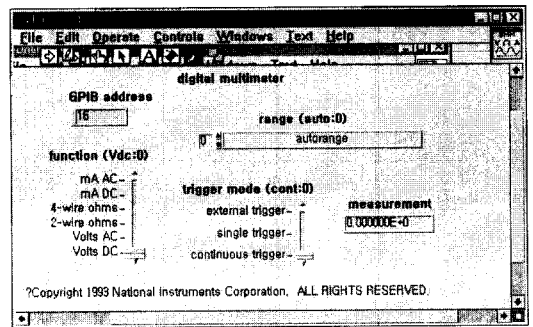 File Edit Operate Controls Windows Text Help
digital multimeter
GPIB address
16
range (auto:0)
0 autorange
function (Vdc:0)
mA AC
mA DC
4-wire ohms
2-wire ohms
Volts AC
Volts DC
trigger mode (cont:0)
external trigger
single trigger
continuous trigger
measurement
0.000000E+0
?Copyright 1993 National Instruments Corporation, ALL RIGHTS RESERVED.